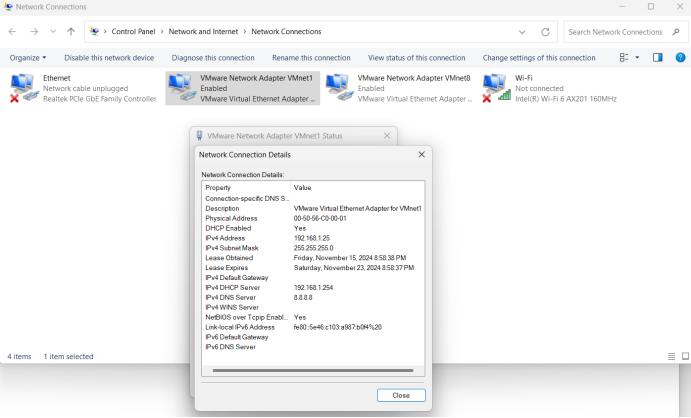 Network Connections
Control Panel > Network and Internet > Network Connections
Search Network Connections
Organize
Disable this network device
Diagnose this connection
Rename this connection
View status of this connection
Change settings of this connection
Ethernet
Network cable unplugged
Realtek PCIe GbE Family Controller
VMware Network Adapter VMnet1
Enabled
VMware Virtual Ethernet Adapter ...
VMware Network Adapter VMnet8
Enabled
VMware Virtual Ethernet Adapter ...
Wi-Fi
Not connected
Intel(R) Wi-Fi 6 AX201 160MHz
VMware Network Adapter VMnet1 Status
Network Connection Details
Network Connection Details:
Property Value
Connection-specific DNS S...
Description VMware Virtual Ethernet Adapter for VMnet1
Physical Address 00-50-56-C0-00-01
DHCP Enabled Yes
IPv4 Address 192.168.1.25
IPv4 Subnet Mask 255.255.255.0
Lease Obtained Friday, November 15, 2024 8:58:38 PM
Lease Expires Saturday, November 23, 2024 8:58:37 PM
IPv4 Default Gateway
IPv4 DHCP Server 192.168.1.254
IPv4 DNS Server 8.8.8.8
IPv4 WINS Server
NetBIOS over Tcpip Enabl... Yes
Link-local IPv6 Address fe80::5e46:c103:a987:b0f4%20
IPv6 Default Gateway
IPv6 DNS Server
Close
4 items
1 item selected